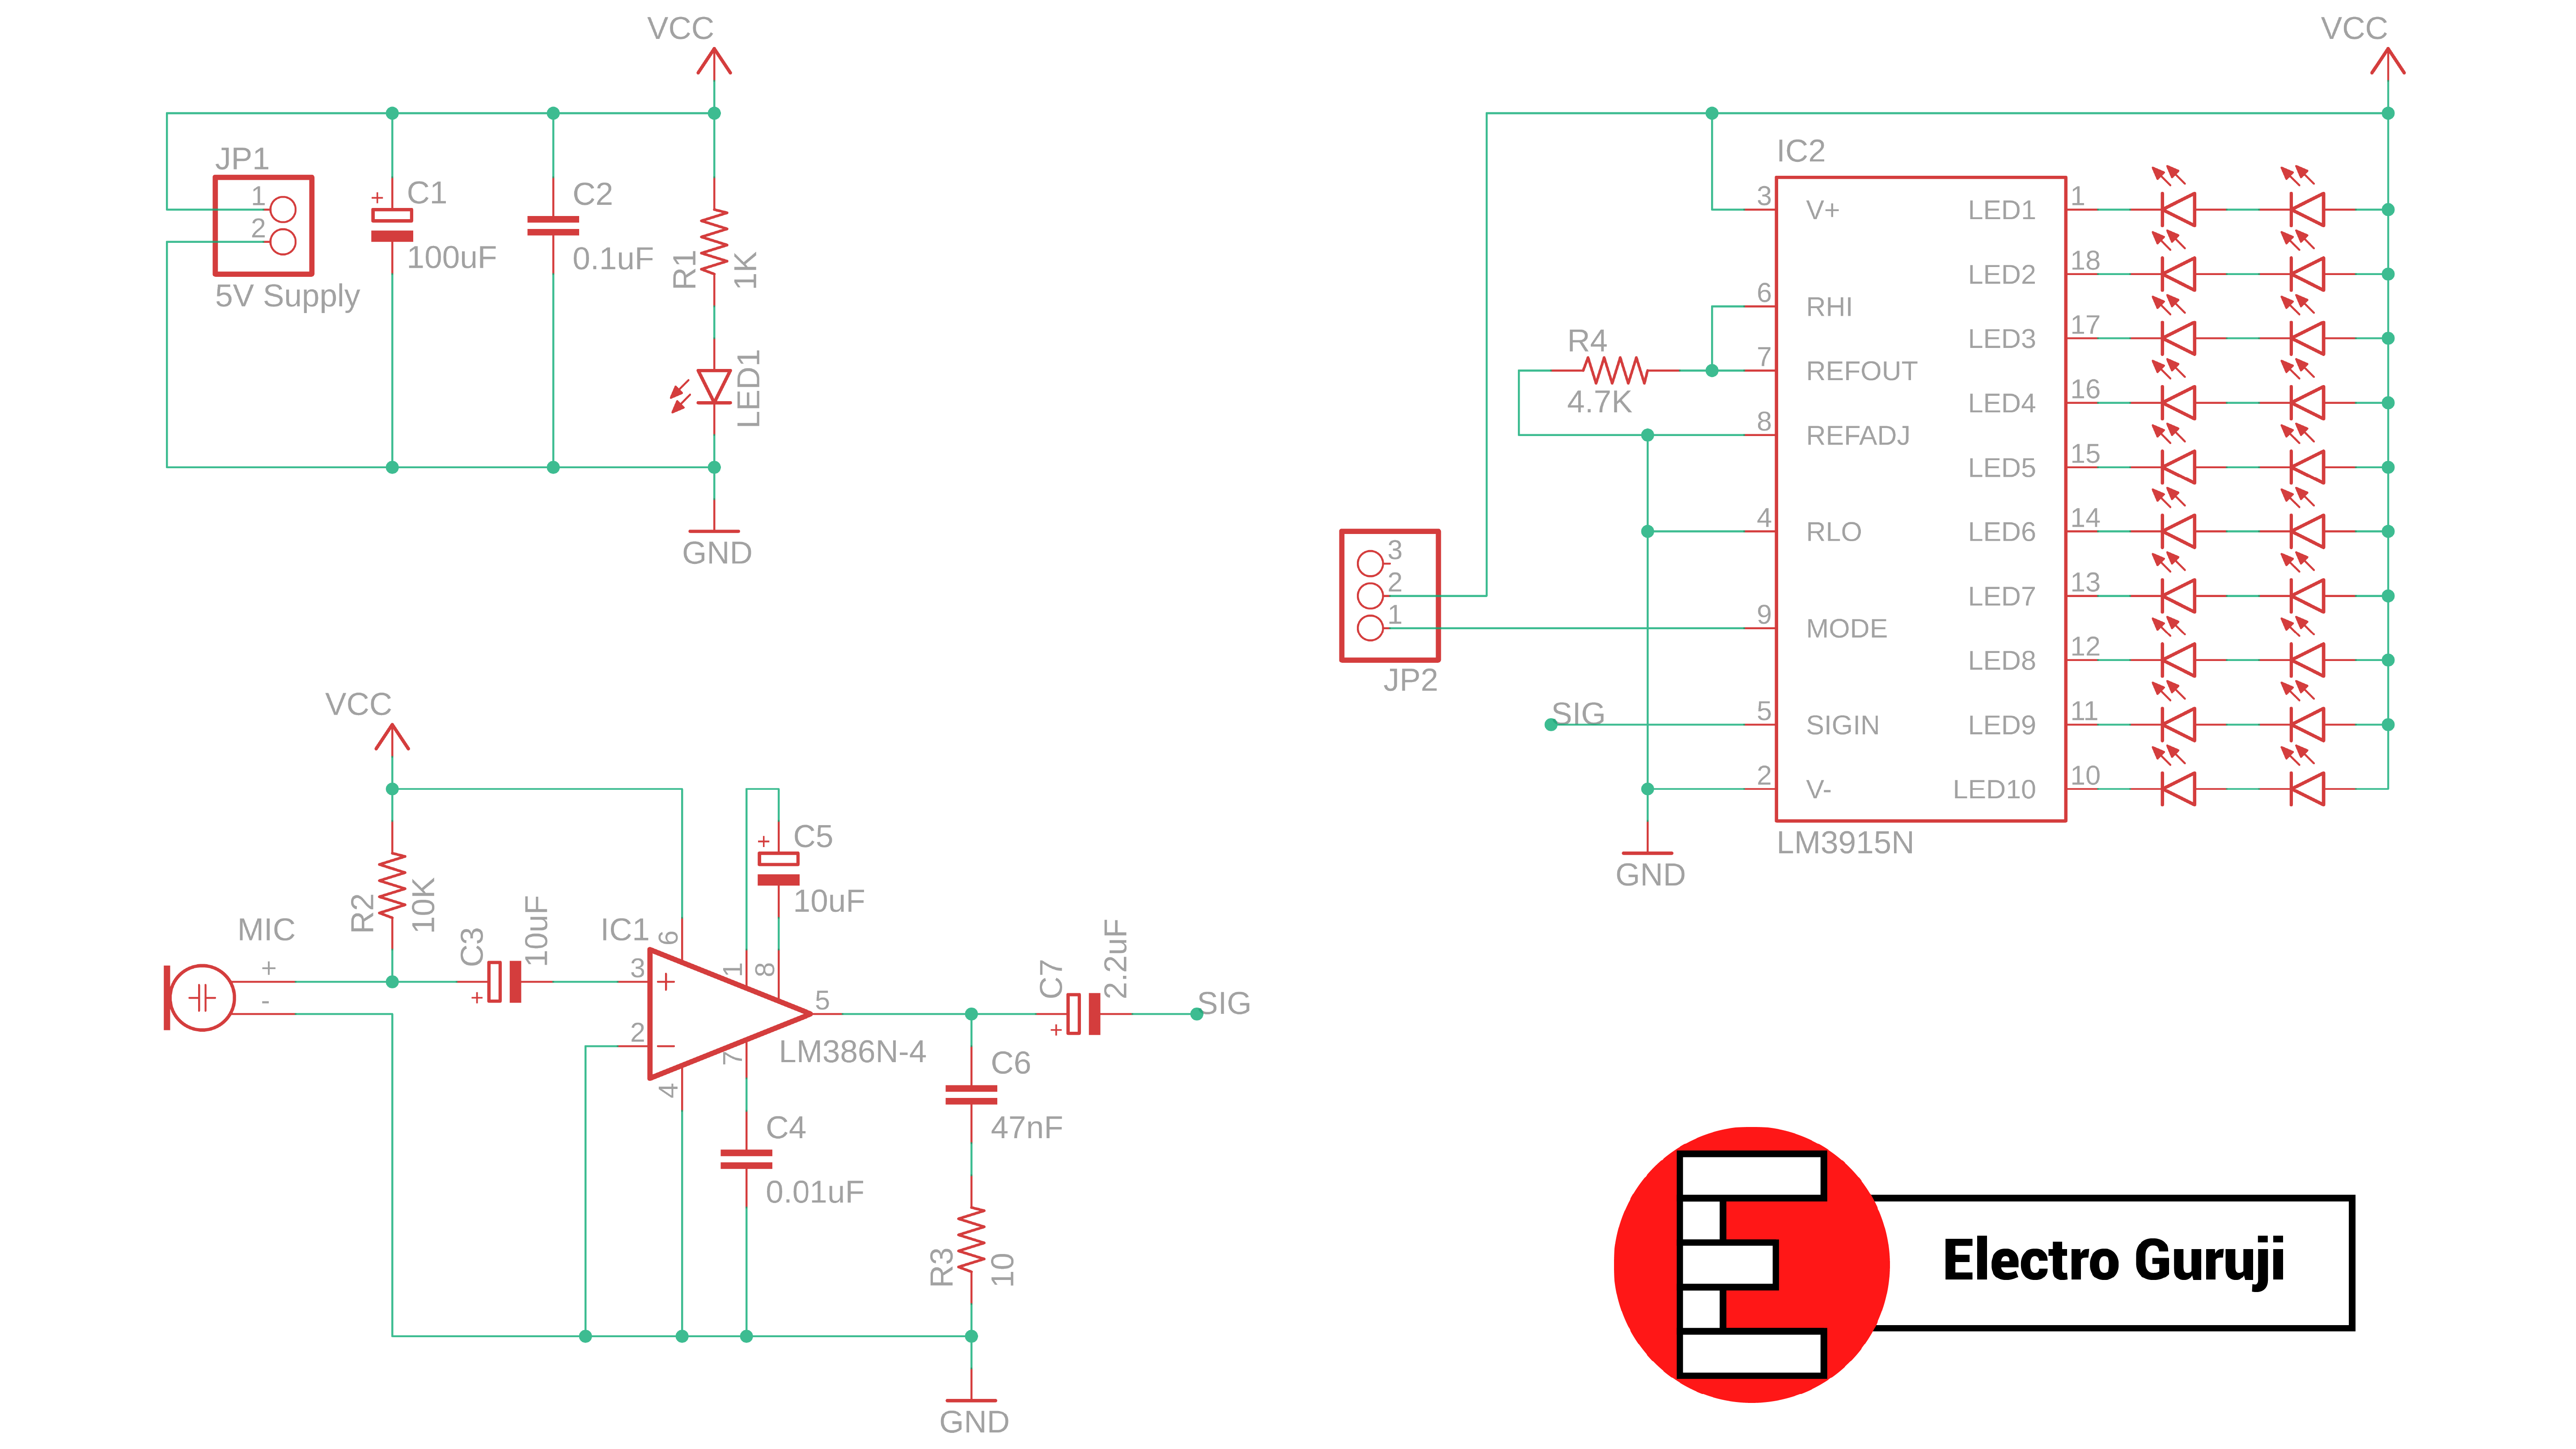 VCC
JP1
1
2
5V Supply
+
C1
100uF
C2
0.1uF
R1
1K
LED1
GND
VCC
IC2
3
V+
6
RHI
7
REFOUT
8
REFADJ
4
RLO
9
MODE
5
SIGIN
2
V-
LED1
1
LED2
18
LED3
17
LED4
16
LED5
15
LED6
14
LED7
13
LED8
12
LED9
11
LED10
10
LM3915N
R4
4.7K
3
2
1
JP2
SIG
GND
VCC
R2
10K
MIC
+
-
C3
10uF
+
IC1
3
+
2
-
6
1
8
5
7
4
LM386N-4
+
C5
10uF
C4
0.01uF
C7
2.2uF
+
SIG
C6
47nF
R3
10
GND
Electro Guruji